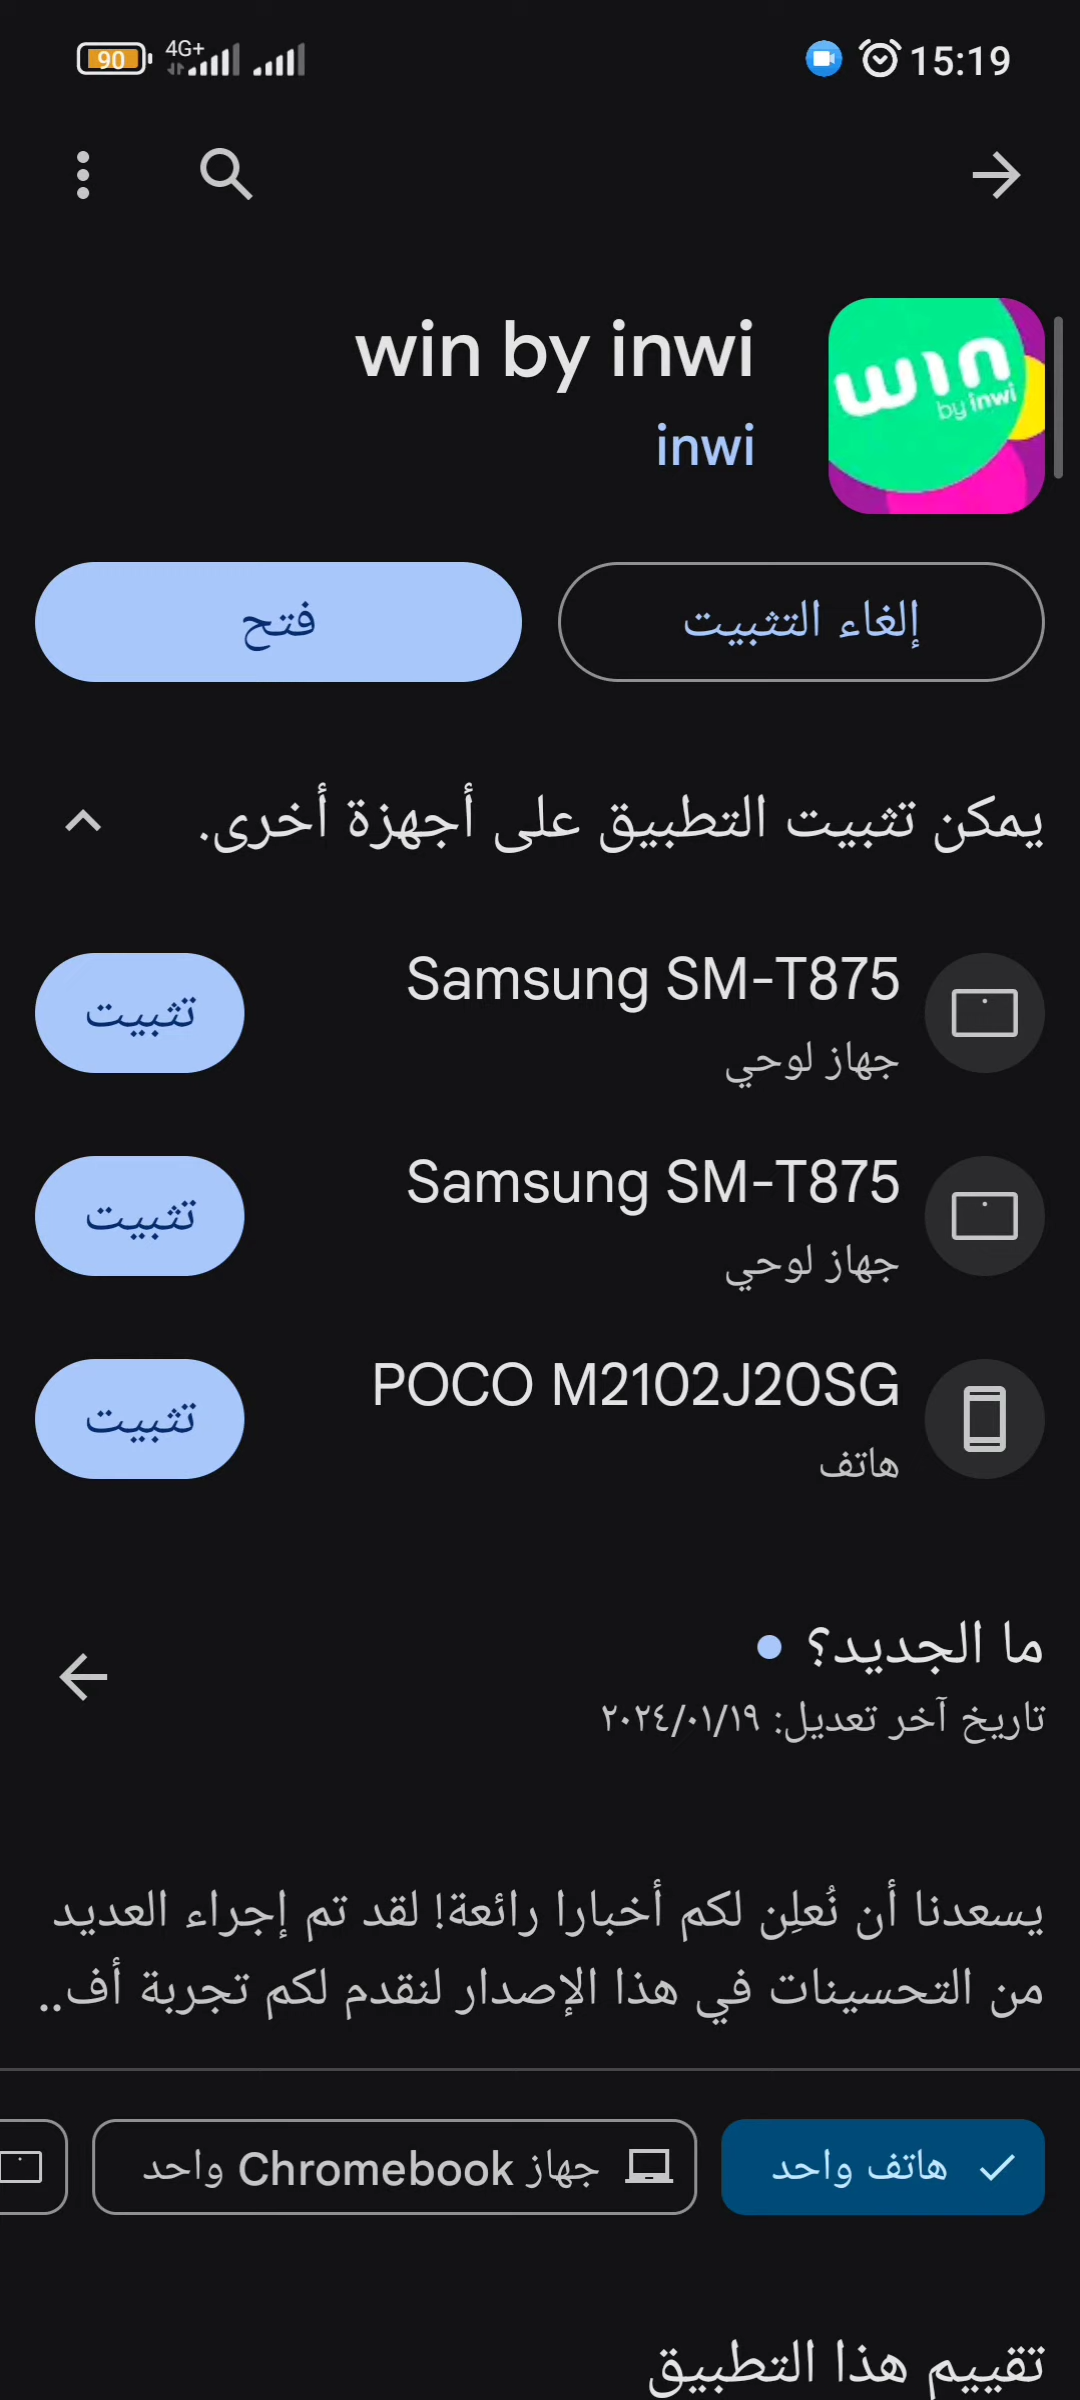 90 4G+ 15:19
win by inwi
inwi
win
by inwi
إلغاء التثبيت
فتح
يمكن تثبيت التطبيق على أجهزة أخرى.
Samsung SM-T875
جهاز لوحي
تثبيت
Samsung SM-T875
جهاز لوحي
تثبيت
POCO M2102J20SG
هاتف
تثبيت
ما الجديد؟
تاريخ آخر تعديل: ٢٠٢٤/٠١/١٩
يسعدنا أن نُعلِن لكم أخبارا رائعة! لقد تم إجراء العديد
من التحسينات في هذا الإصدار لنقدم لكم تجربة أف..
هاتف واحد
جهاز Chromebook واحد
تقييم هذا التطبيق